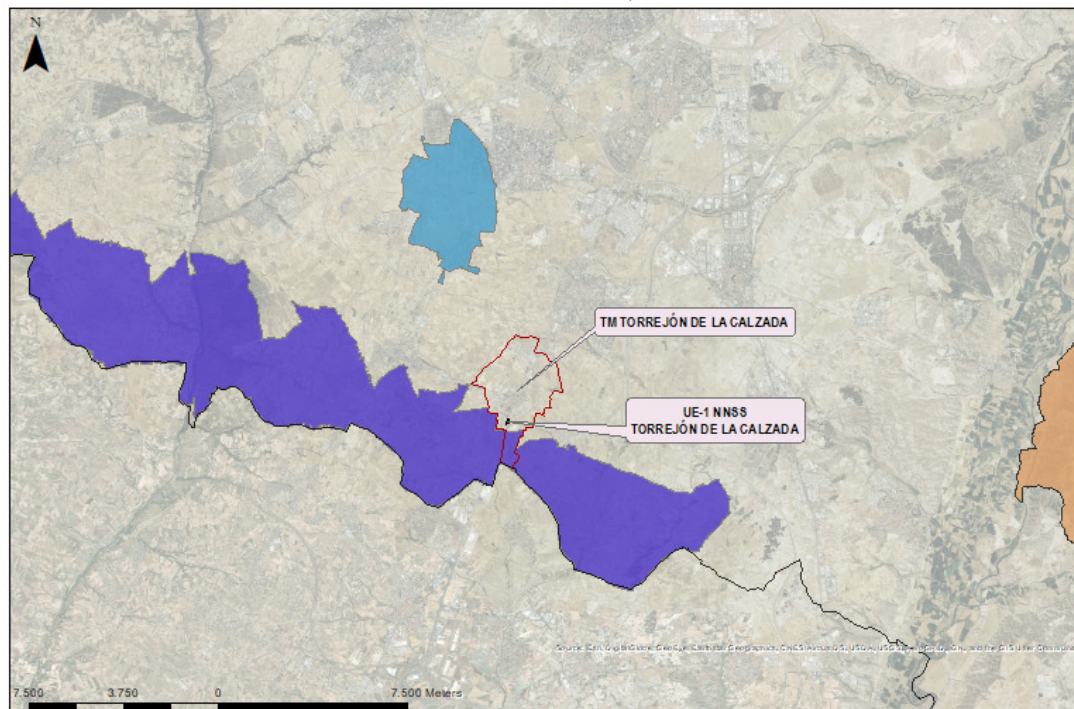 N
TM TORREJÓN DE LA CALZADA
UE-1 NNSS
TORREJÓN DE LA CALZADA
7.500 3.750 0 7.500 Meters